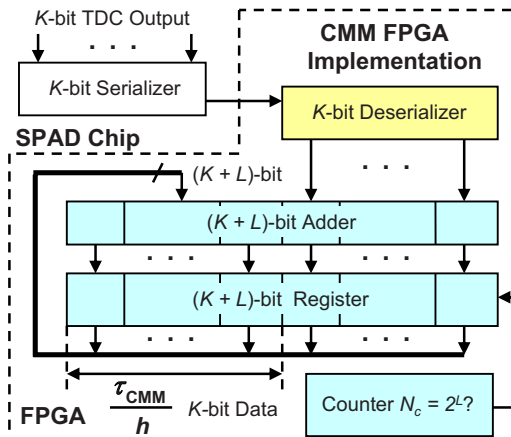 K-bit TDC Output
. . .
CMM FPGA
Implementation
K-bit Serializer
K-bit Deserializer
SPAD Chip
(K + L)-bit
. . .
(K + L)-bit Adder
. . . . . .
(K + L)-bit Register
. . . . . .
τCMM
h
K-bit Data
FPGA
Counter Nc = 2^L?